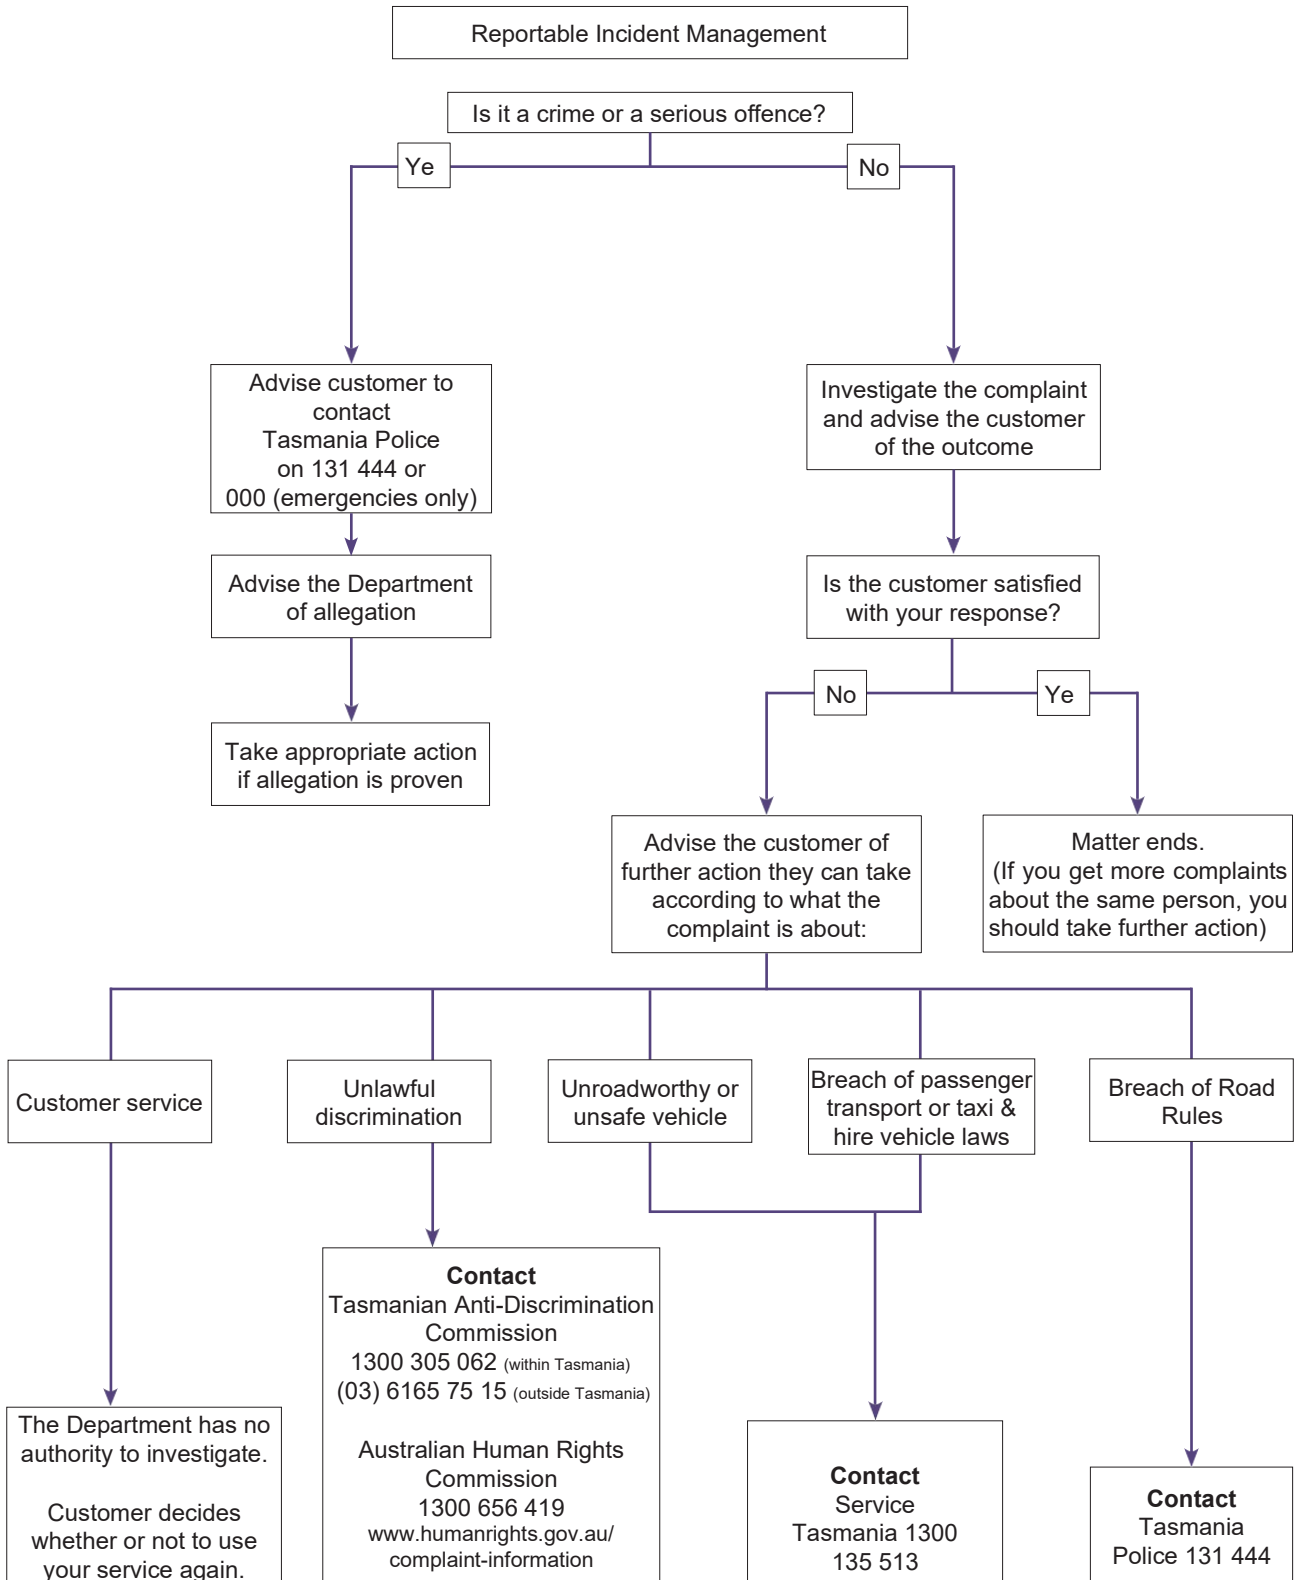 Reportable Incident Management
Is it a crime or a serious offence?
Ye
No
Advise customer to
contact
Tasmania Police
on 131 444 or
000 (emergencies only)
Investigate the complaint
and advise the customer
of the outcome
Advise the Department
of allegation
Is the customer satisfied
with your response?
Take appropriate action
if allegation is proven
No
Ye
Advise the customer of
further action they can take
according to what the
complaint is about:
Matter ends.
(If you get more complaints
about the same person, you
should take further action)
Customer service
Unlawful
discrimination
Unroadworthy or
unsafe vehicle
Breach of passenger
transport or taxi &
hire vehicle laws
Breach of Road
Rules
The Department has no
authority to investigate.
Customer decides
whether or not to use
your service again.
Contact
Tasmanian Anti-Discrimination
Commission
1300 305 062 (within Tasmania)
(03) 6165 75 15 (outside Tasmania)
Australian Human Rights
Commission
1300 656 419
www.humanrights.gov.au/
complaint-information
Contact
Service
Tasmania 1300
135 513
Contact
Tasmania
Police 131 444